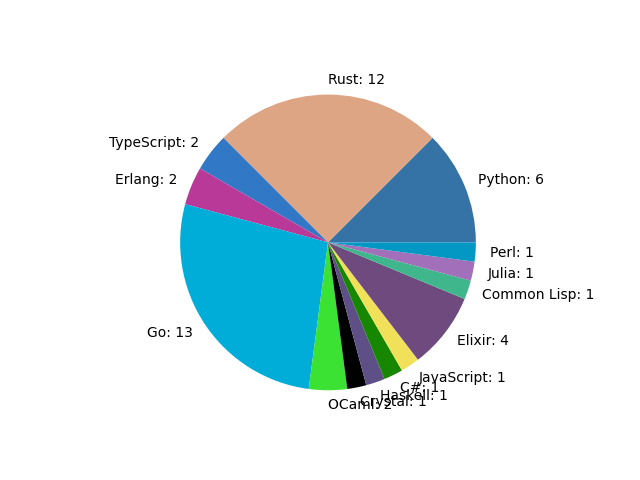 Rust: 12
TypeScript: 2
Python: 6
Erlang: 2
Perl: 1
Julia: 1
Common Lisp: 1
Go: 13
Elixir: 4
JavaScript: 1
C#: 1
Haskell: 1
Crystal: 1
OCaml: 2